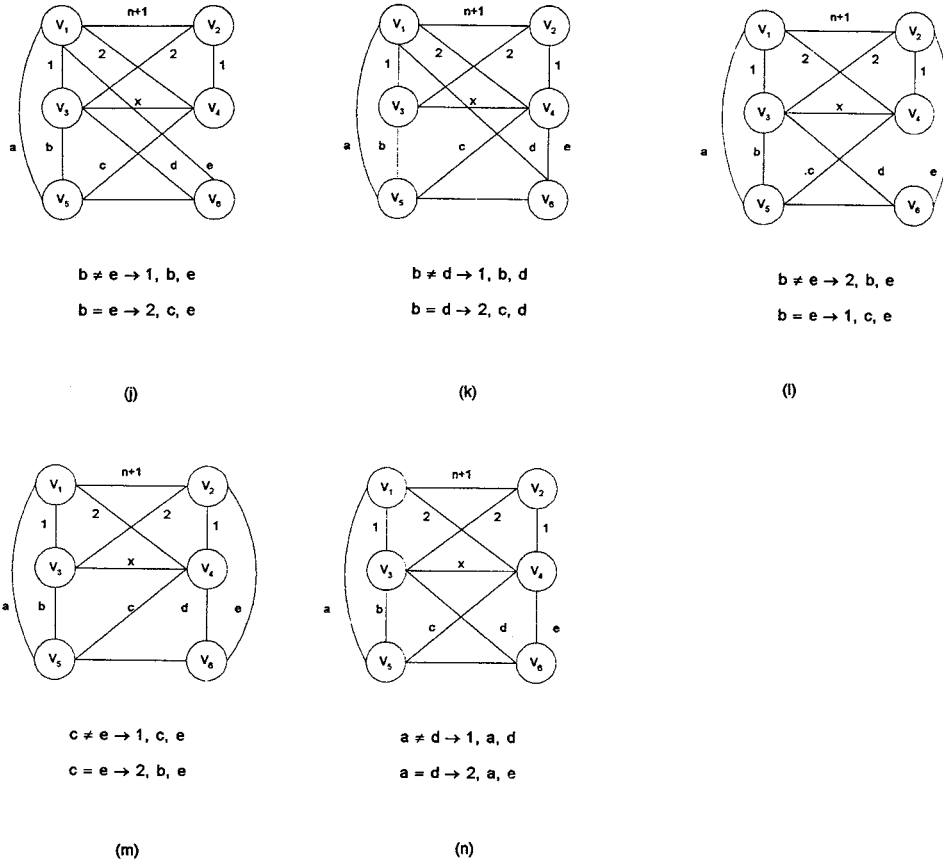 n+1
V1 V2
1 2 2 1
x
V3 V4
a b c d e
V5 V6
b ≠ e → 1, b, e
b = e → 2, c, e
(j)
n+1
V1 V2
1 2 2 1
x
V3 V4
a b c d e
V5 V6
b ≠ d → 1, b, d
b = d → 2, c, d
(k)
n+1
V1 V2
1 2 2 1
x
V3 V4
a b .c d e
V5 V6
b ≠ e → 2, b, e
b = e → 1, c, e
(l)
n+1
V1 V2
1 2 2 1
x
V3 V4
a b c d e
V5 V6
c ≠ e → 1, c, e
c = e → 2, b, e
(m)
n+1
V1 V2
1 2 2 1
x
V3 V4
a b c d e
V5 V6
a ≠ d → 1, a, d
a = d → 2, a, e
(n)